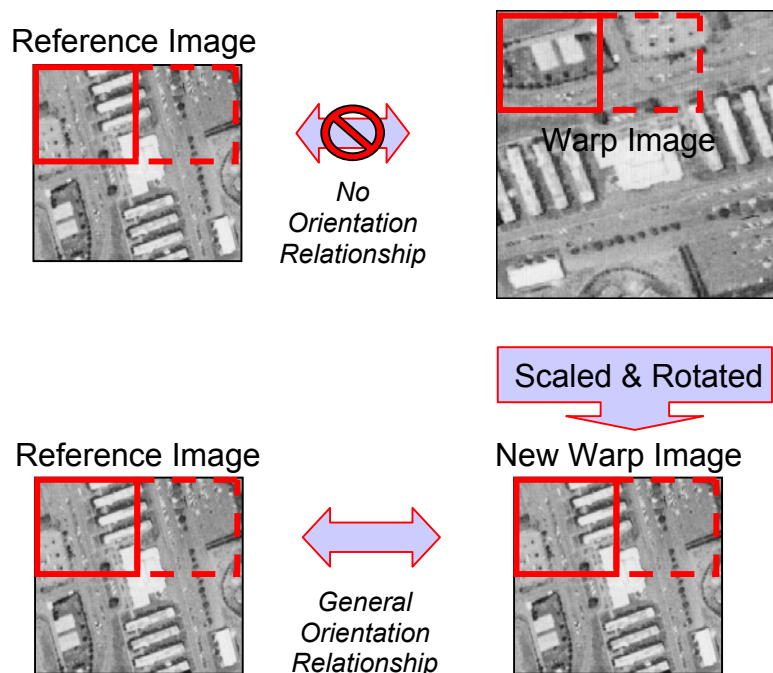 Reference Image
Warp Image
No
Orientation
Relationship
Scaled & Rotated
Reference Image
New Warp Image
General
Orientation
Relationship